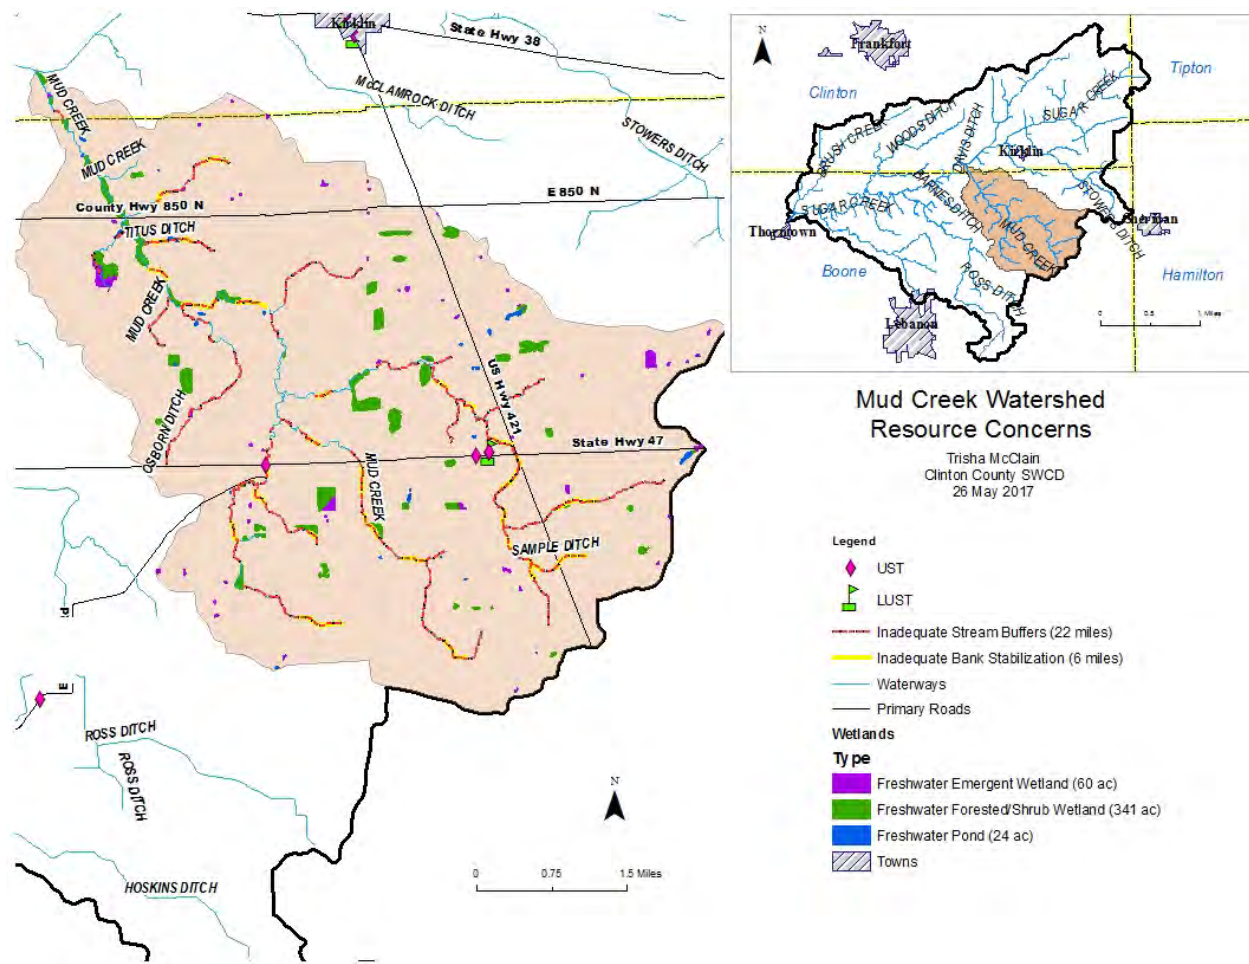 Kirklin
State Hwy 38
McCLAMROCK DITCH
STOWERS DITCH
MUD CREEK
MUD CREEK
E 850 N
County Hwy 850 N
TITUS DITCH
MUD CREEK
US Hwy 421
OSBORN DITCH
State Hwy 47
MUD CREEK
SAMPLE DITCH
E
ROSS DITCH
ROSS DITCH
HOSKINS DITCH
N
0 0.75 1.5 Miles
N
Frankfort
Tipton
Clinton
SUGAR CREEK
WOODS DITCH
BRUSH CREEK
DAVIS DITCH
Kirklin
BARNES DITCH
SUGAR CREEK
STOWERS DITCH
Sheridan
Thorntown
MUD CREEK
Boone
ROSS DITCH
Hamilton
Lebanon
0 0.5 1 Miles
Mud Creek Watershed
Resource Concerns
Trisha McClain
Clinton County SWCD
26 May 2017
Legend
UST
LUST
Inadequate Stream Buffers (22 miles)
Inadequate Bank Stabilization (6 miles)
Waterways
Primary Roads
Wetlands
Type
Freshwater Emergent Wetland (60 ac)
Freshwater Forested/Shrub Wetland (341 ac)
Freshwater Pond (24 ac)
Towns